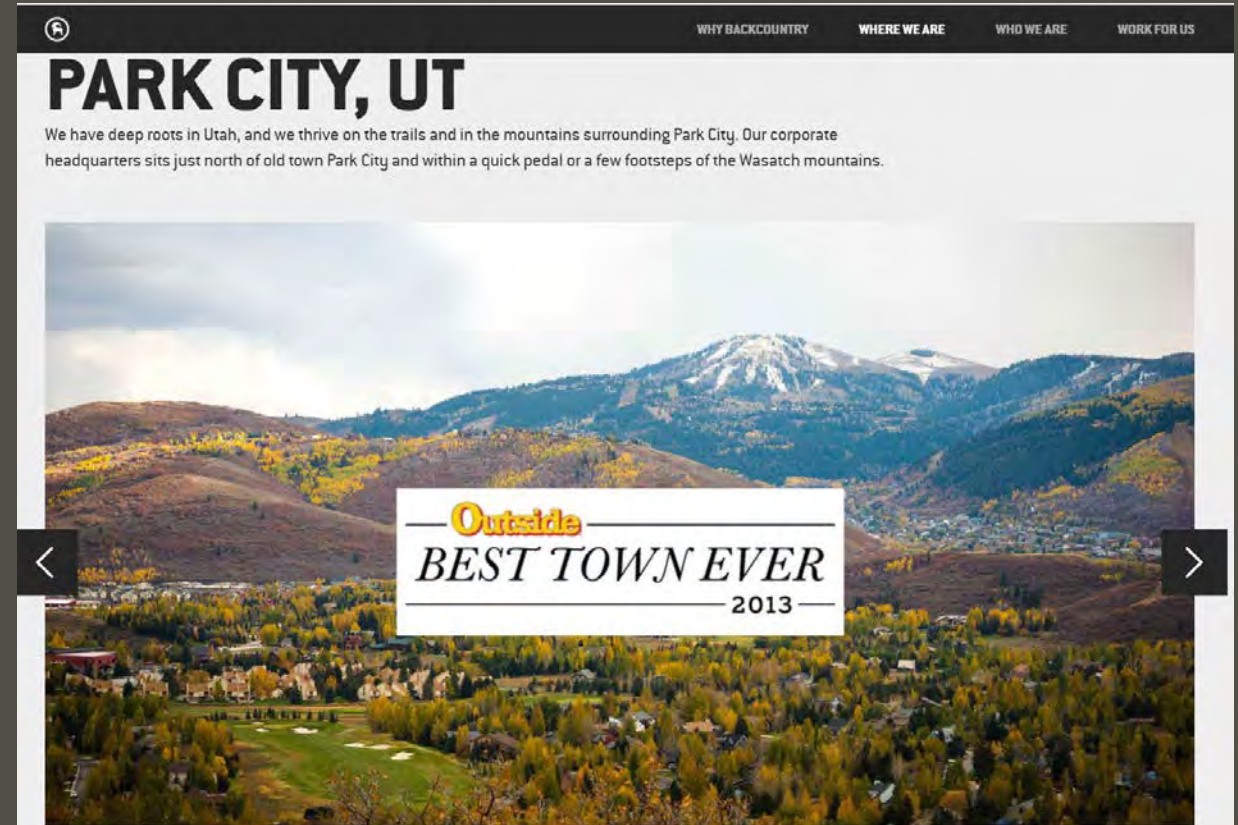 WHY BACKCOUNTRY WHERE WE ARE WHO WE ARE WORK FOR US
PARK CITY, UT
We have deep roots in Utah, and we thrive on the trails and in the mountains surrounding Park City. Our corporate
headquarters sits just north of old town Park City and within a quick pedal or a few footsteps of the Wasatch mountains.
Outside
BEST TOWN EVER
2013